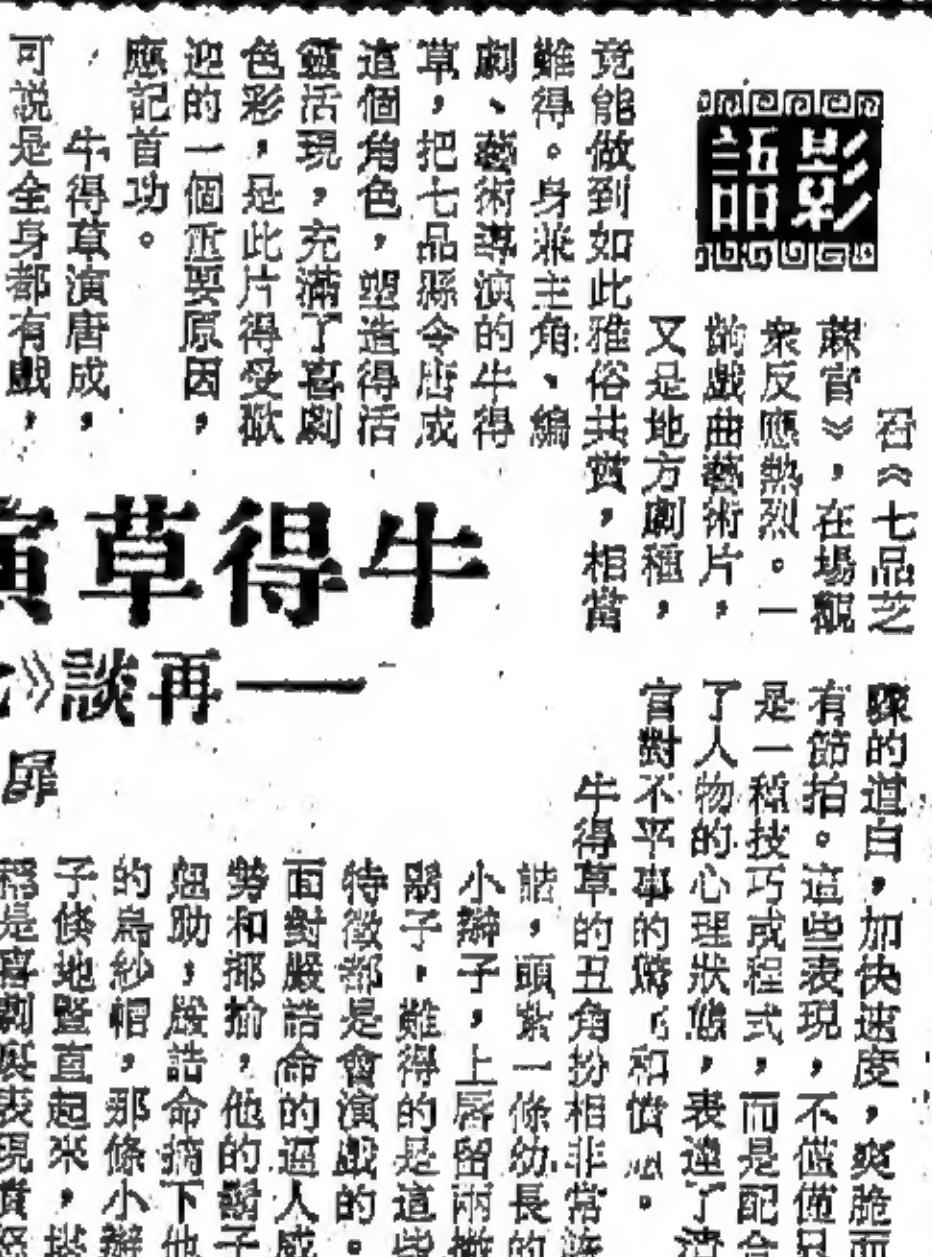 影語
看《七品芝
蔴官》，在場觀
衆反應熱烈。一
齣戲曲藝術片，
又是地方劇種，
竟能做到如此雅俗共賞，相當
難得。身兼主角、編
劇、藝術導演的牛得
草，把七品縣令唐成
這個角色，塑造得活
靈活現，充滿了喜劇
色彩，是此片得受歡
迎的一個重要原因，
應記首功。
牛得草演唐成，
可説是全身都有戲，
牛得草演
——再談《七
扉
驟的道白，加快速度，爽脆而
有節拍。這些表現，不僅僅只
是一種技巧或程式，而是配合
了人物的心理狀態，表達了清
官對不平事的和憤。
牛得草的丑角扮相非常詼
諧，頭紮一條幼長的
小辮子，上唇留兩撇
鬍子，難得的是這些
特徵都是會演戲的。
面對嚴誥命的逼人威
勢和揶揄，他的鬍子
翹動，嚴誥命摘下他
的烏紗帽，那條小辮
子倏地豎直起來，
是喜劇表現憤怒